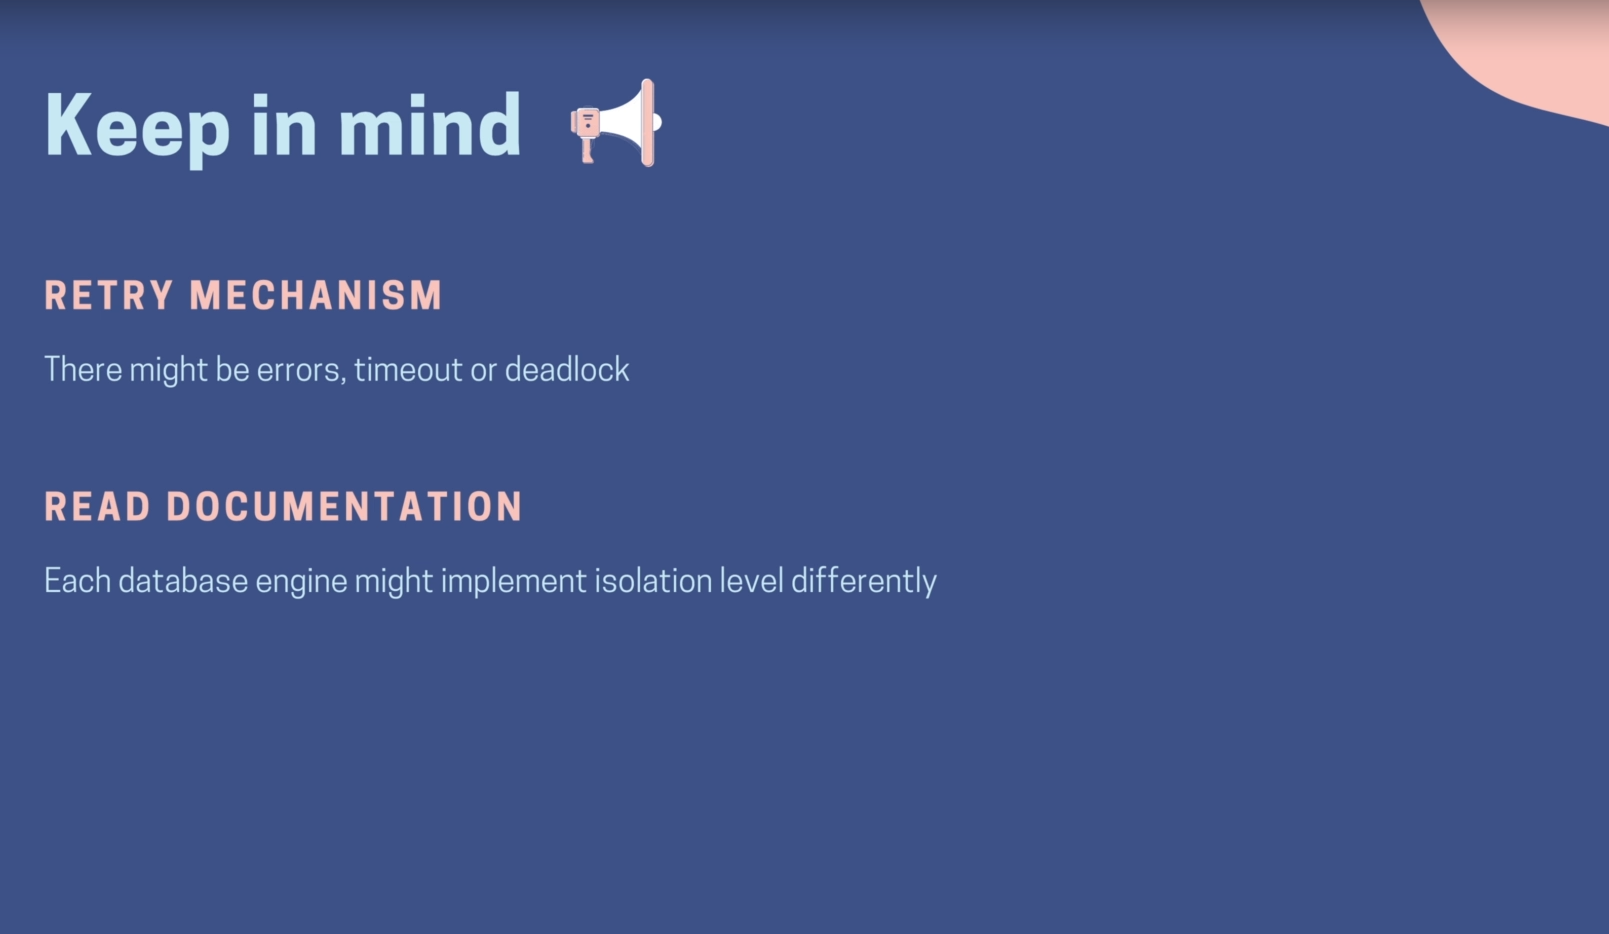 Keep in mind
RETRY MECHANISM
There might be errors, timeout or deadlock
READ DOCUMENTATION
Each database engine might implement isolation level differently